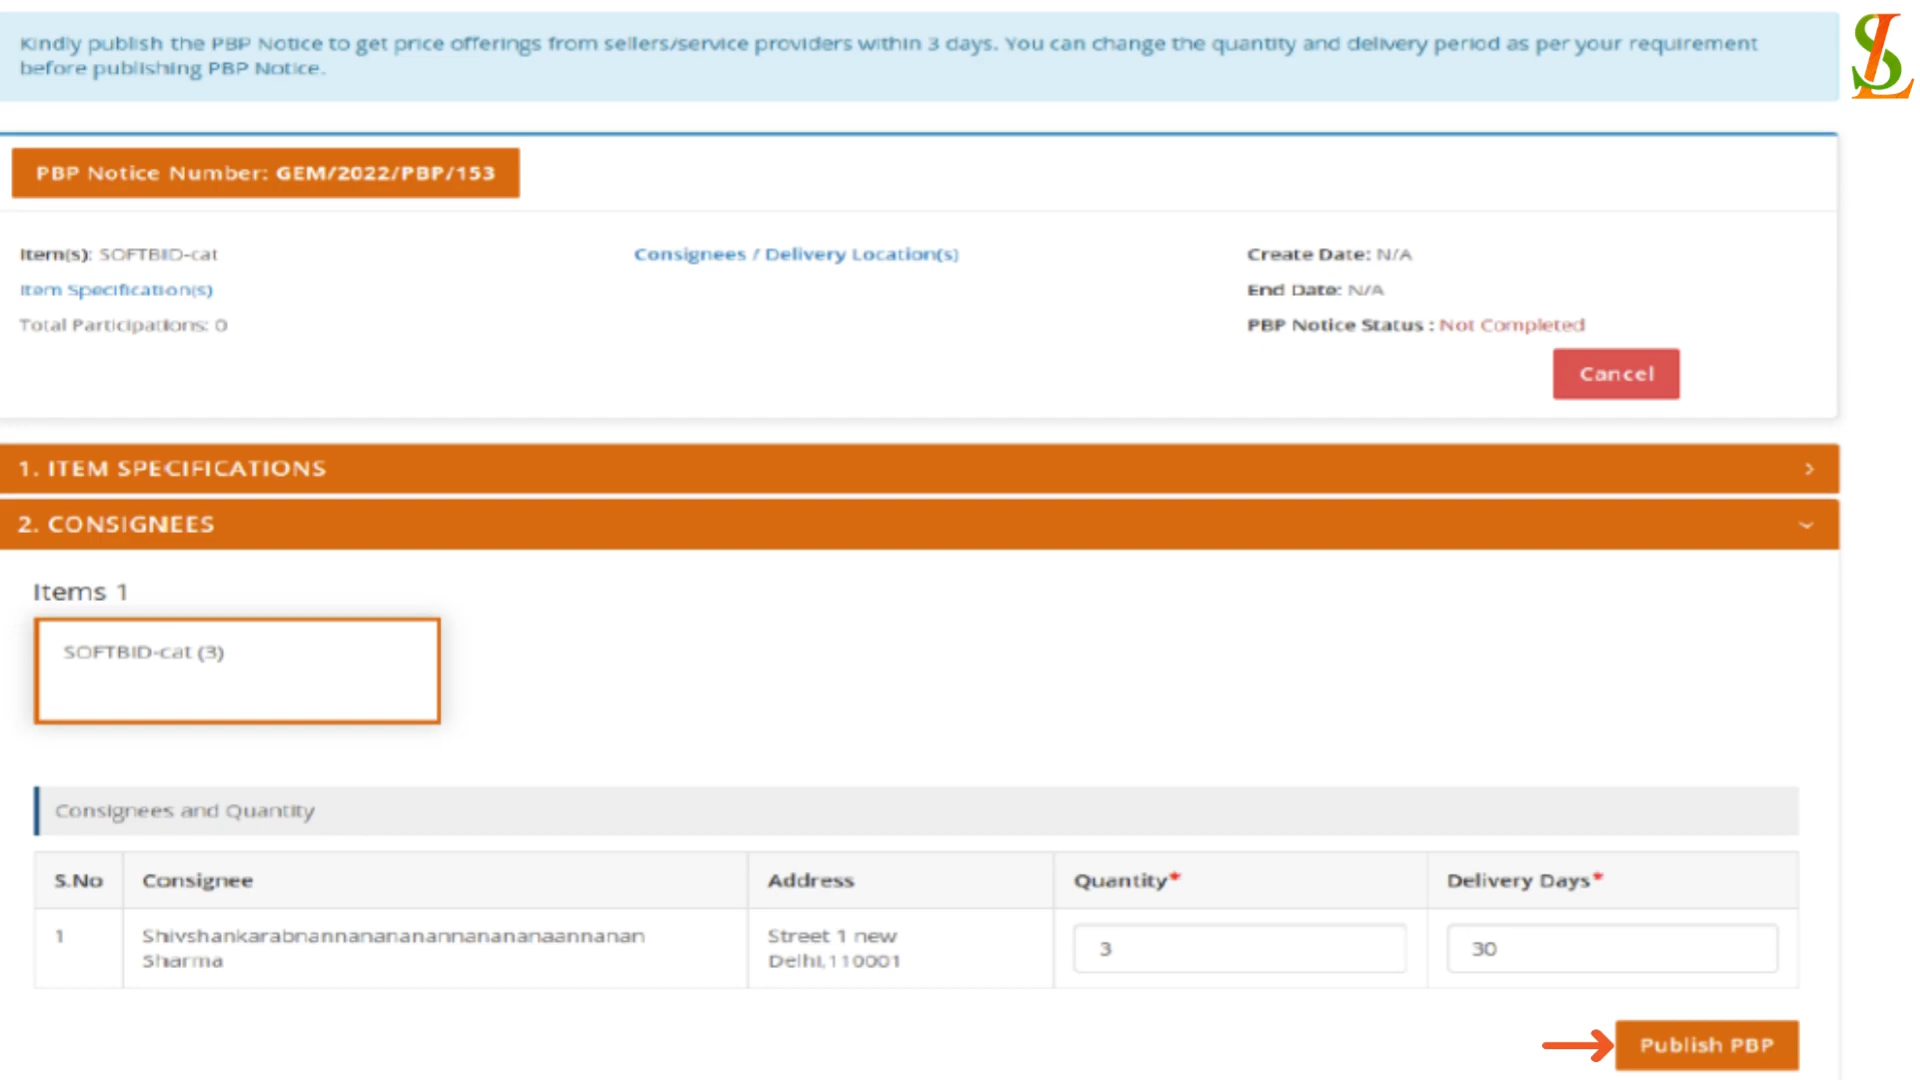 Kindly publish the PBP Notice to get price offerings from sellers/service providers within 3 days. You can change the quantity and delivery period as per your requirement
before publishing PBP Notice.
PBP Notice Number: GEM/2022/PBP/153
Item(s): SOFTBID-cat
Consignees / Delivery Location(s)
Create Date: N/A
Item Specification(s)
End Date: N/A
Total Participations: 0
PBP Notice Status : Not Completed
Cancel
1. ITEM SPECIFICATIONS
2. CONSIGNEES
Items 1
SOFTBID-cat (3)
Consignees and Quantity
S.No Consignee Address Quantity* Delivery Days*
1 Shivshankarabnannanananannanananaannanan Street 1 new 3 30
Sharma Delhi,110001
Publish PBP